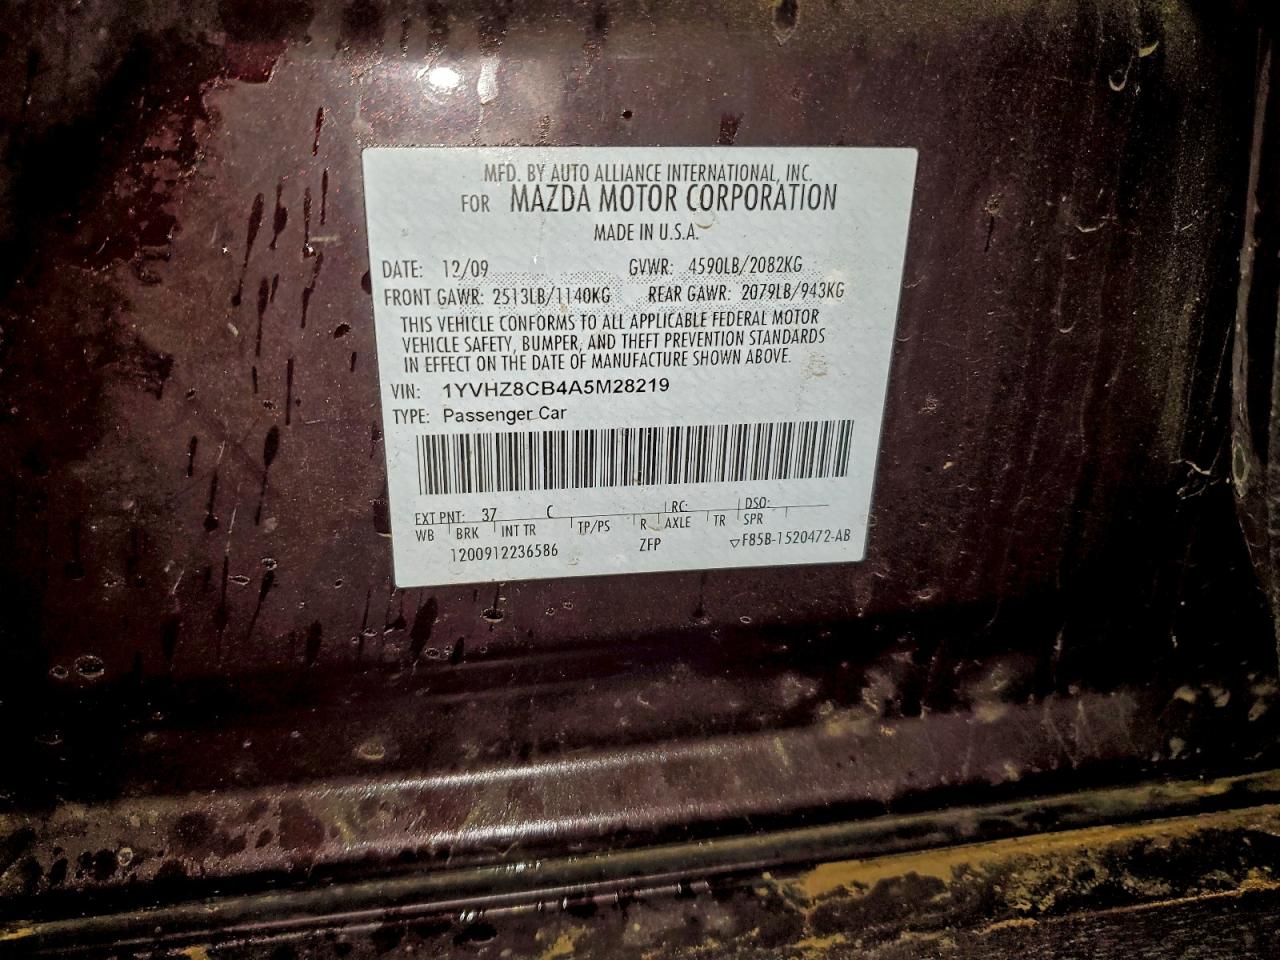 MFD. BY AUTO ALLIANCE INTERNATIONAL, INC.
FOR MAZDA MOTOR CORPORATION
MADE IN U.S.A.
DATE: 12/09 GVWR: 4590LB/2082KG
FRONT GAWR: 2513LB/1140KG REAR GAWR: 2079LB/943KG
THIS VEHICLE CONFORMS TO ALL APPLICABLE FEDERAL MOTOR
VEHICLE SAFETY, BUMPER, AND THEFT PREVENTION STANDARDS
IN EFFECT ON THE DATE OF MANUFACTURE SHOWN ABOVE.
VIN: 1YVHZ8CB4A5M28219
TYPE: Passenger Car
EXT PNT: 37 C RC: DSO:
WB BRK INT TR TP/PS R AXLE TR SPR
1200912236586 ZFP ▽F85B-1520472-AB